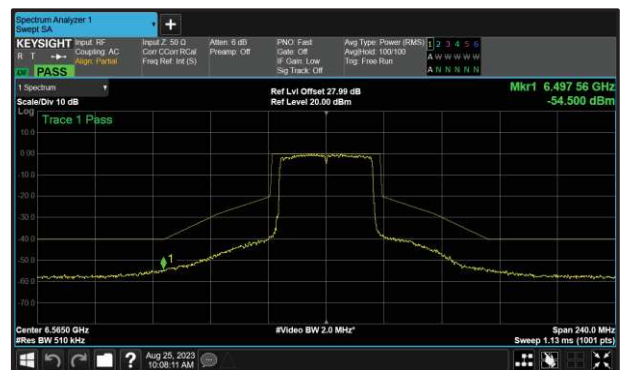 Spectrum Analyzer 1
Swept SA
KEYSIGHT
R T
PASS
Input: RF
Coupling: AC
Align: Partial
Input Z: 50 Ω
Corr CCorr RCal
Freq Ref: Int (S)
Atten: 6 dB
Preamp: Off
PNO: Fast
Gate: Off
IF Gain: Low
Sig Track: Off
Avg Type: Power (RMS)
Avg|Hold: 100/100
Trig: Free Run
1 2 3 4 5 6
A W W W W W
A N N N N N
1 Spectrum
Scale/Div 10 dB
Ref Lvl Offset 27.99 dB
Ref Level 20.00 dBm
Mkr1 6.497 56 GHz
-54.500 dBm
Log
Trace 1 Pass
10.0
0.00
-10.0
-20.0
-30.0
-40.0
-50.0
1
-60.0
-70.0
Center 6.5650 GHz
#Res BW 510 kHz
#Video BW 2.0 MHz*
Span 240.0 MHz
Sweep 1.13 ms (1001 pts)
?
Aug 25, 2023
10:08:11 AM